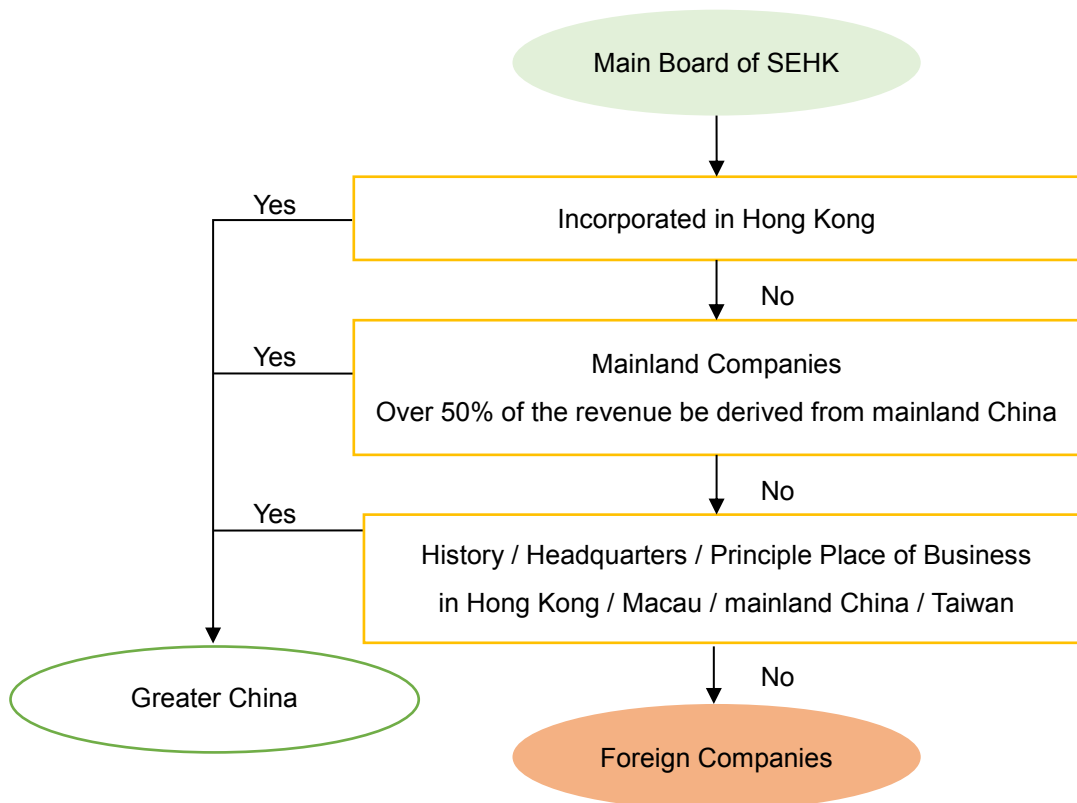 Main Board of SEHK
Yes
Incorporated in Hong Kong
No
Yes
Mainland Companies
Over 50% of the revenue be derived from mainland China
No
Yes
History / Headquarters / Principle Place of Business
in Hong Kong / Macau / mainland China / Taiwan
No
Greater China
Foreign Companies